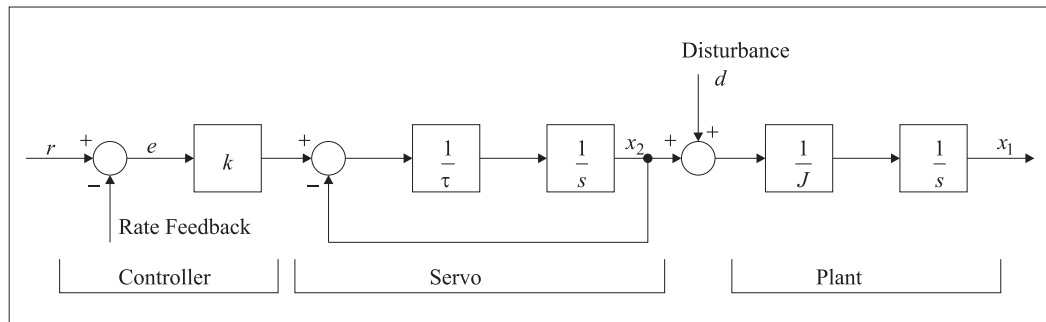 Disturbance
d
+ r − e k + − 1/τ 1/s x₂ + + 1/J 1/s x₁
Rate Feedback
Controller Servo Plant